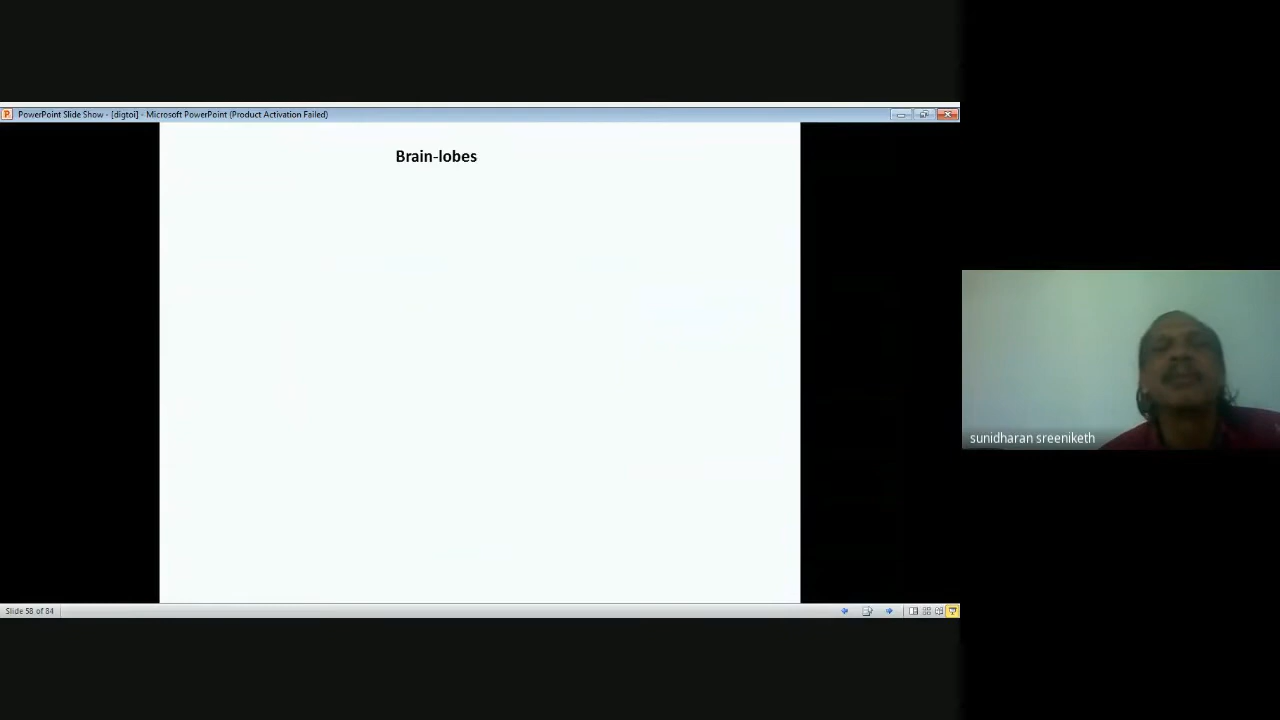 PowerPoint Slide Show - [digtoi] - Microsoft PowerPoint (Product Activation Failed)
Brain-lobes
sunidharan sreeniketh
Slide 58 of 84